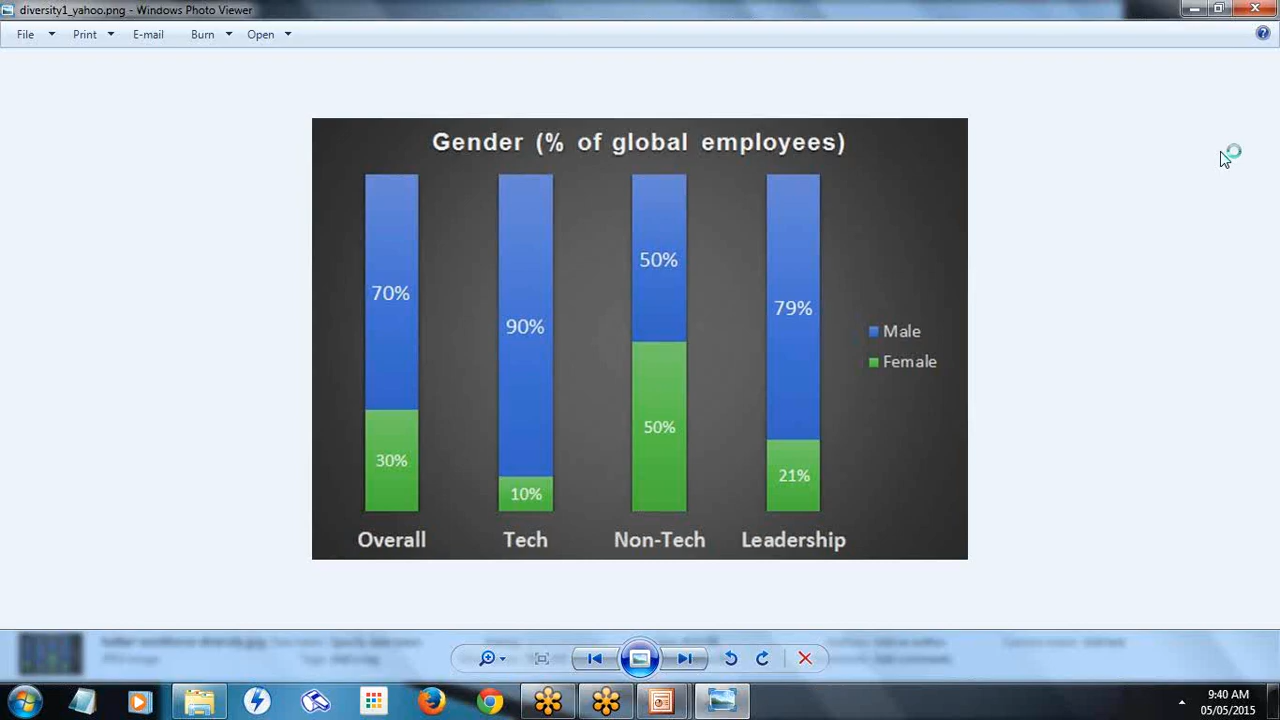 diversity1_yahoo.png - Windows Photo Viewer
File Print E-mail Burn Open
Gender (% of global employees)
70% 90% 50% 79%
Male
Female
30% 10% 50% 21%
Overall Tech Non-Tech Leadership
9:40 AM
05/05/2015